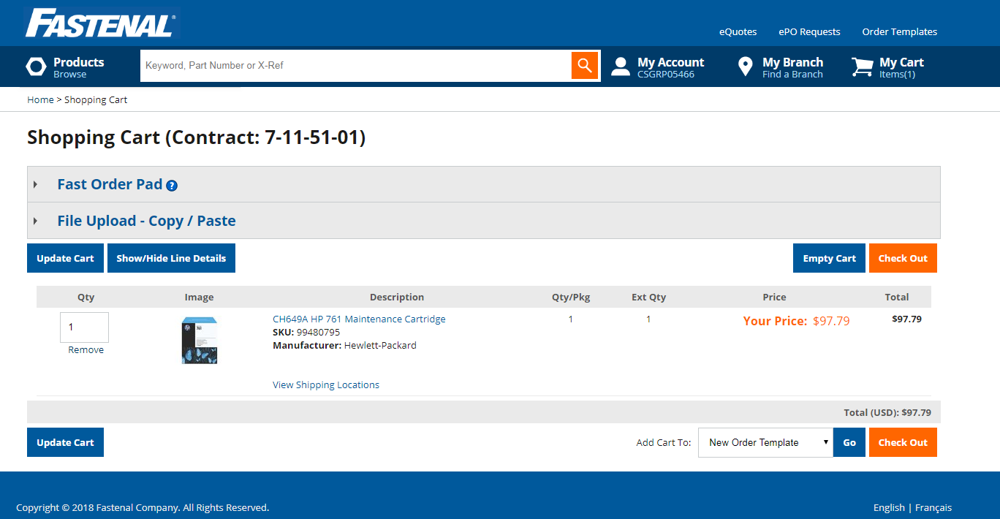 FASTENAL®
eQuotes ePO Requests Order Templates
Products
Browse
Keyword, Part Number or X-Ref
My Account
CSGRP05466
My Branch
Find a Branch
My Cart
Items(1)
Home > Shopping Cart
Shopping Cart (Contract: 7-11-51-01)
Fast Order Pad ?
File Upload - Copy / Paste
Update Cart Show/Hide Line Details Empty Cart Check Out
Qty Image Description Qty/Pkg Ext Qty Price Total
1 CH649A HP 761 Maintenance Cartridge 1 1 Your Price: $97.79 $97.79
SKU: 99480795
Manufacturer: Hewlett-Packard
Remove
hp
761
View Shipping Locations
Total (USD): $97.79
Update Cart Add Cart To: New Order Template Go Check Out
Copyright © 2018 Fastenal Company. All Rights Reserved. English | Français